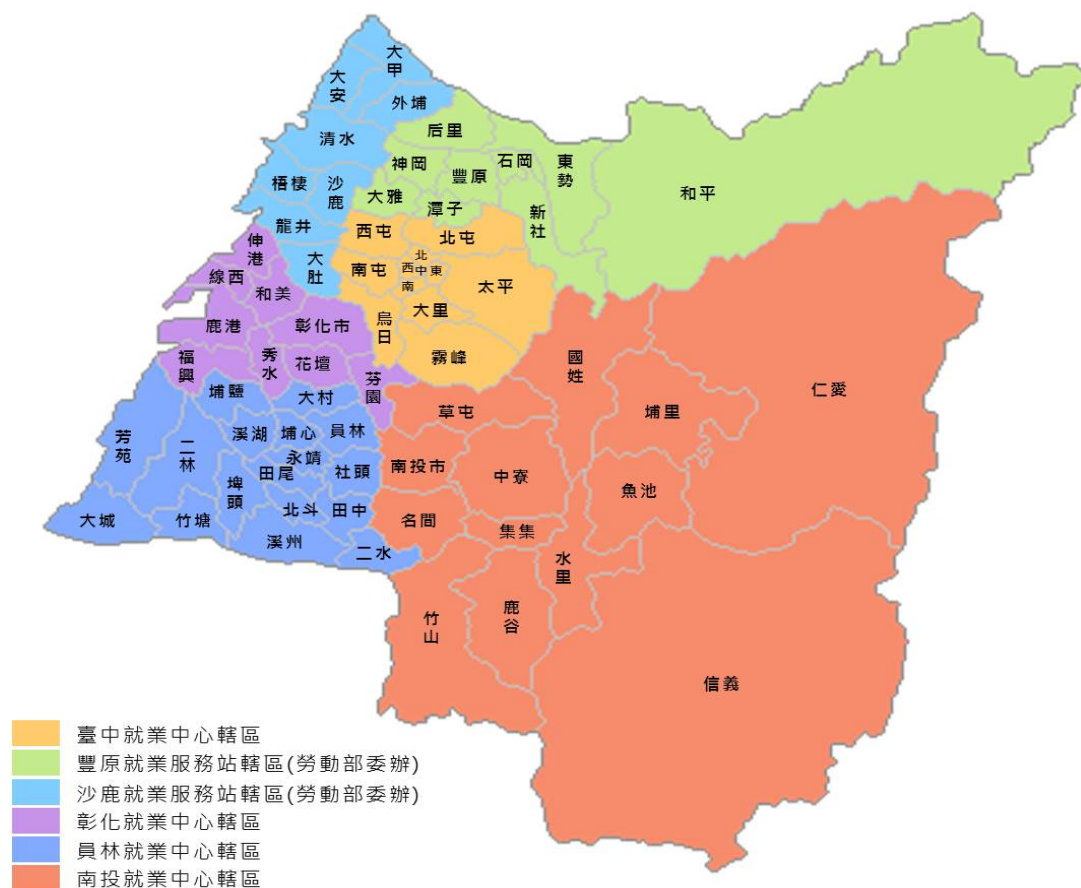 大甲
大安
外埔
清水
后里
神岡
石岡
東勢
豐原
和平
梧棲
沙鹿
大雅
潭子
新社
龍井
西屯
北屯
伸港
大肚
北
西中東
南
南屯
太平
線西
和美
大里
鹿港
彰化市
烏日
霧峰
國姓
福興
秀水
花壇
芬園
仁愛
埔鹽
大村
草屯
埔里
芳苑
二林
溪湖
埔心
員林
永靖
田尾
社頭
南投市
中寮
魚池
埤頭
北斗
田中
名間
集集
大城
竹塘
溪州
二水
水里
竹山
鹿谷
信義
臺中就業中心轄區
豐原就業服務站轄區(勞動部委辦)
沙鹿就業服務站轄區(勞動部委辦)
彰化就業中心轄區
員林就業中心轄區
南投就業中心轄區